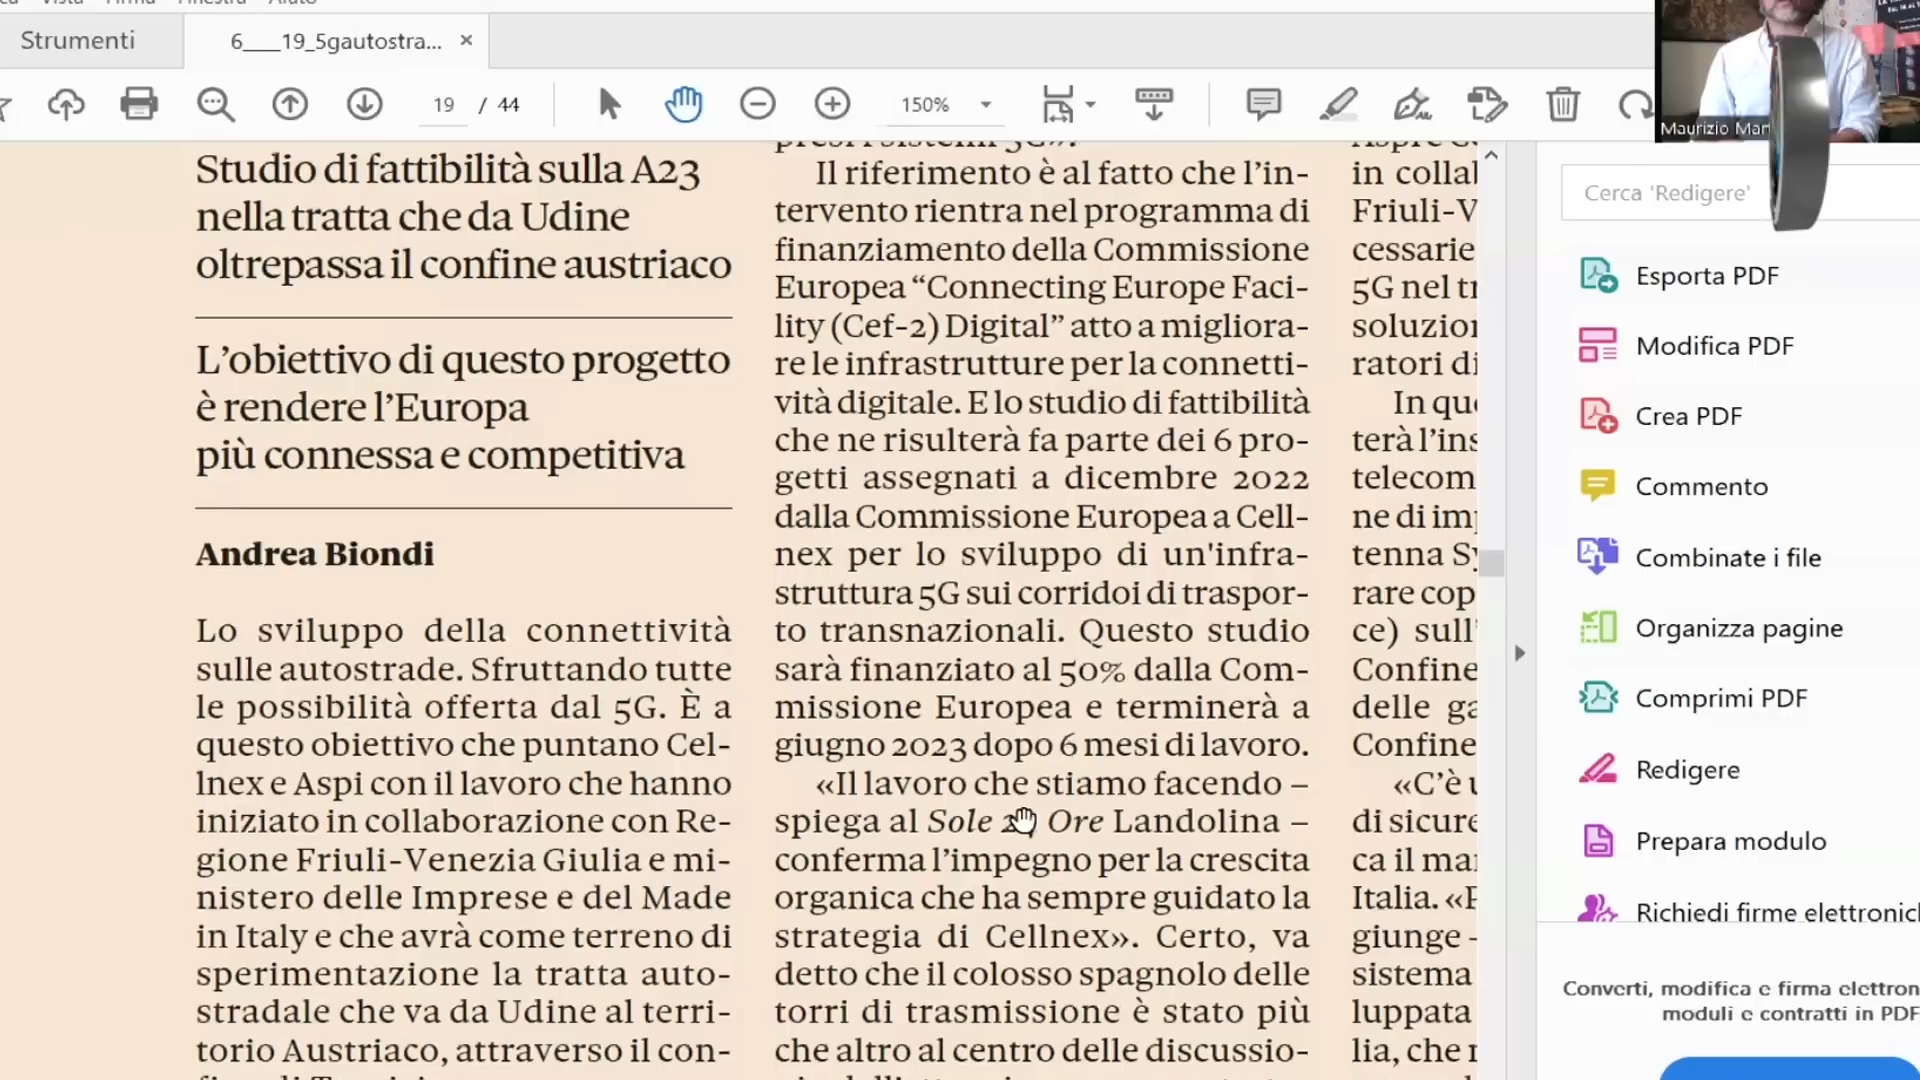 Vista Firma Finestra Aiuto
Strumenti
6___19_5gautostra...
19 / 44
150%
Maurizio Mar
Studio di fattibilità sulla A23
nella tratta che da Udine
oltrepassa il confine austriaco
L’obiettivo di questo progetto
è rendere l’Europa
più connessa e competitiva
Andrea Biondi
Lo sviluppo della connettività
sulle autostrade. Sfruttando tutte
le possibilità offerta dal 5G. È a
questo obiettivo che puntano Cel-
lnex e Aspi con il lavoro che hanno
iniziato in collaborazione con Re-
gione Friuli-Venezia Giulia e mi-
nistero delle Imprese e del Made
in Italy e che avrà come terreno di
sperimentazione la tratta auto-
stradale che va da Udine al terri-
torio Austriaco, attraverso il con-
Il riferimento è al fatto che l’in-
tervento rientra nel programma di
finanziamento della Commissione
Europea “Connecting Europe Faci-
lity (Cef-2) Digital” atto a migliora-
re le infrastrutture per la connetti-
vità digitale. E lo studio di fattibilità
che ne risulterà fa parte dei 6 pro-
getti assegnati a dicembre 2022
dalla Commissione Europea a Cell-
nex per lo sviluppo di un'infra-
struttura 5G sui corridoi di traspor-
to transnazionali. Questo studio
sarà finanziato al 50% dalla Com-
missione Europea e terminerà a
giugno 2023 dopo 6 mesi di lavoro.
«Il lavoro che stiamo facendo –
spiega al Sole Ore Landolina –
conferma l’impegno per la crescita
organica che ha sempre guidato la
strategia di Cellnex». Certo, va
detto che il colosso spagnolo delle
torri di trasmissione è stato più
che altro al centro delle discussio-
in collal
Friuli-V
cessarie
5G nel tr
soluzion
ratori di
In que
terà l’ins
telecom
ne di imp
tenna Sy
rare cop
ce) sull’
Confine
delle ga
Confine
«C’è u
di sicure
ca il mar
Italia. «P
giunge –
sistema
luppata
lia, che r
Cerca 'Redigere'
Esporta PDF
Modifica PDF
Crea PDF
Commento
Combinate i file
Organizza pagine
Comprimi PDF
Redigere
Prepara modulo
Richiedi firme elettronicl
Converti, modifica e firma elettron
moduli e contratti in PDF